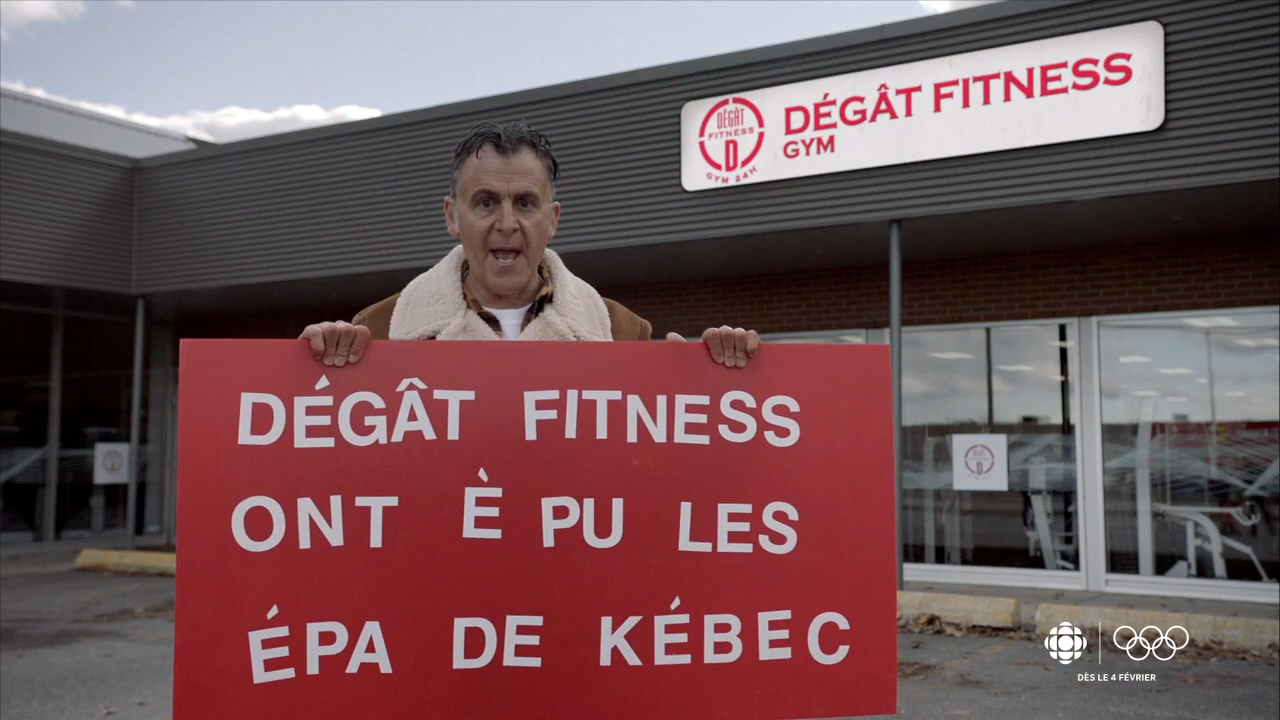 DÉGÂT
FITNESS
D
GYM 24H
DÉGÂT FITNESS
GYM
DÉGÂT FITNESS
ONT È PU LES
ÉPA DE KÉBEC
D
DÈS LE 4 FÉVRIER